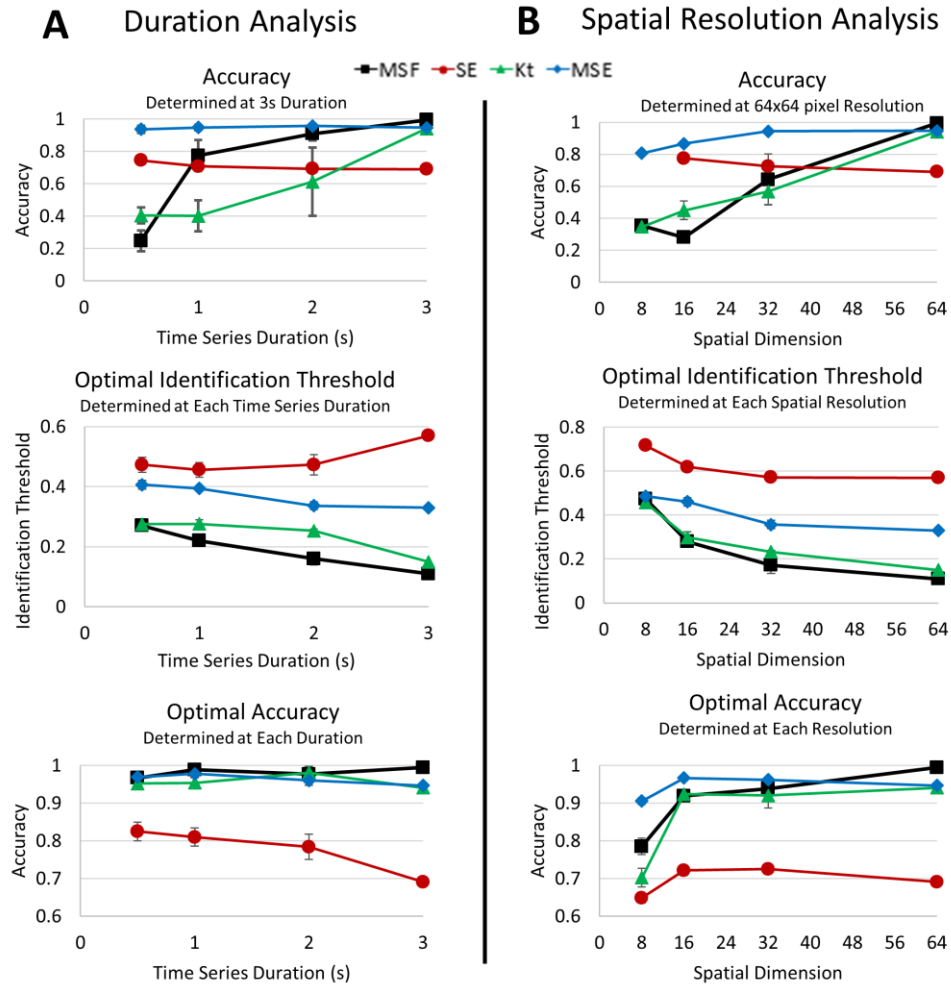 A Duration Analysis
B Spatial Resolution Analysis
MSF SE Kt MSE
Accuracy
Determined at 3s Duration
1
0.8
0.6
0.4
0.2
0
Accuracy
0 1 2 3
Time Series Duration (s)
Optimal Identification Threshold
Determined at Each Time Series Duration
0.6
0.4
0.2
0
Identification Threshold
0 1 2 3
Optimal Accuracy
Determined at Each Duration
1
0.9
0.8
0.7
0.6
Accuracy
0 1 2 3
Time Series Duration (s)
Accuracy
Determined at 64x64 pixel Resolution
1
0.8
0.6
0.4
0.2
0
Accuracy
0 8 16 24 32 40 48 56 64
Spatial Dimension
Optimal Identification Threshold
Determined at Each Spatial Resolution
0.8
0.6
0.4
0.2
0
Identification Threshold
0 8 16 24 32 40 48 56 64
Spatial Dimension
Optimal Accuracy
Determined at Each Resolution
1
0.9
0.8
0.7
0.6
Accuracy
0 8 16 24 32 40 48 56 64
Spatial Dimension